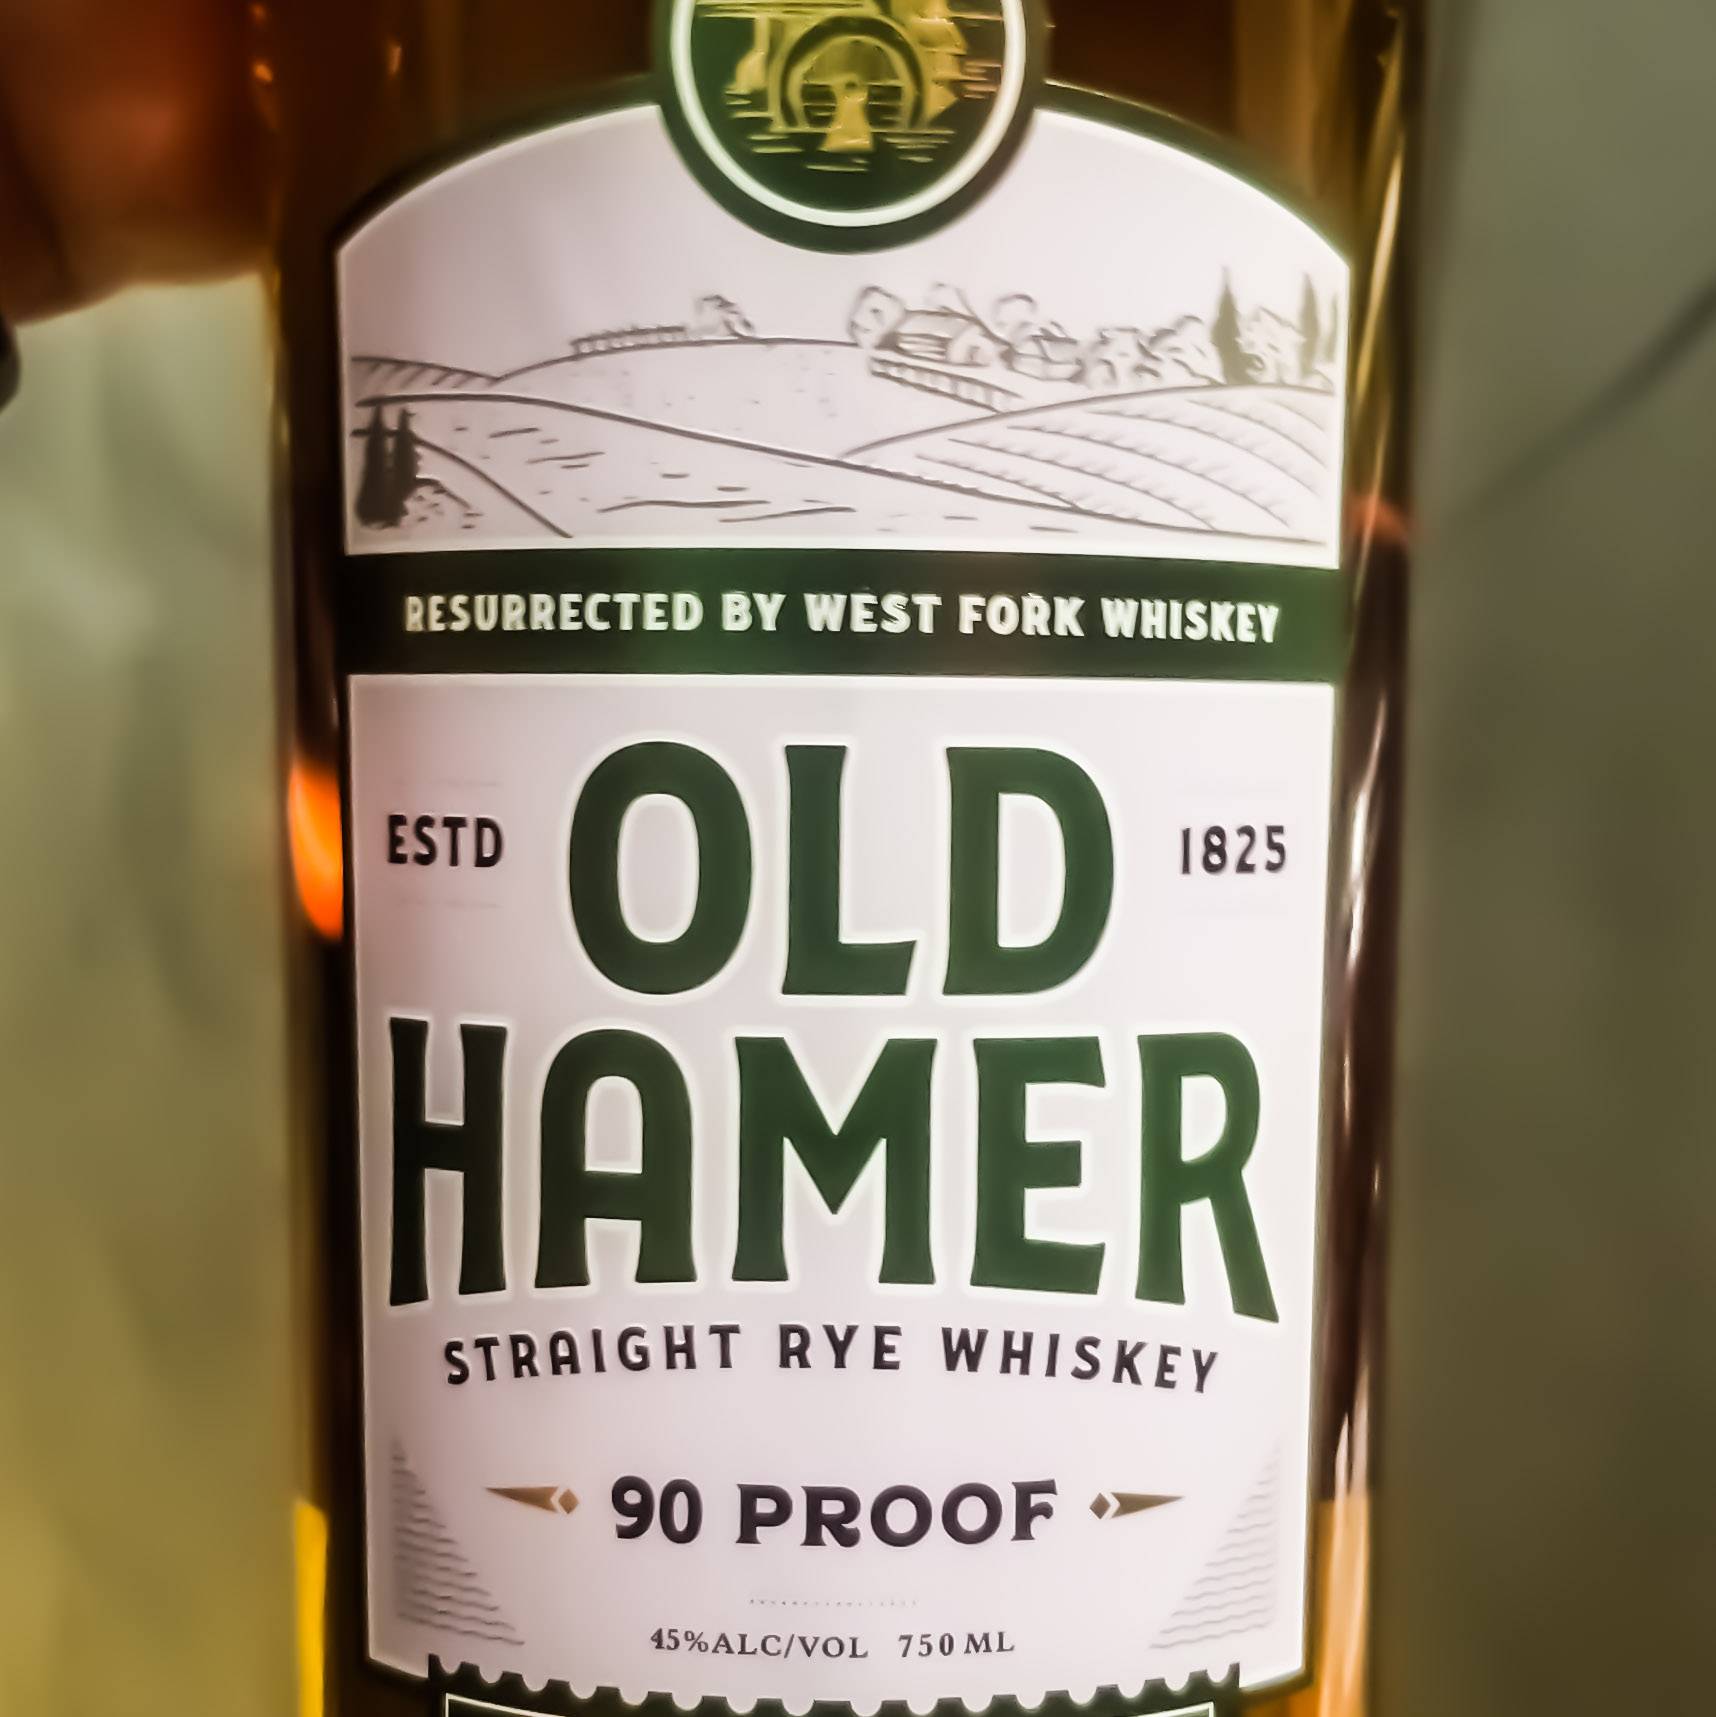 RESURRECTED BY WEST FORK WHISKEY
ESTD OLD 1825
HAMER
STRAIGHT RYE WHISKEY
90 PROOF
45%ALC/VOL 750 ML